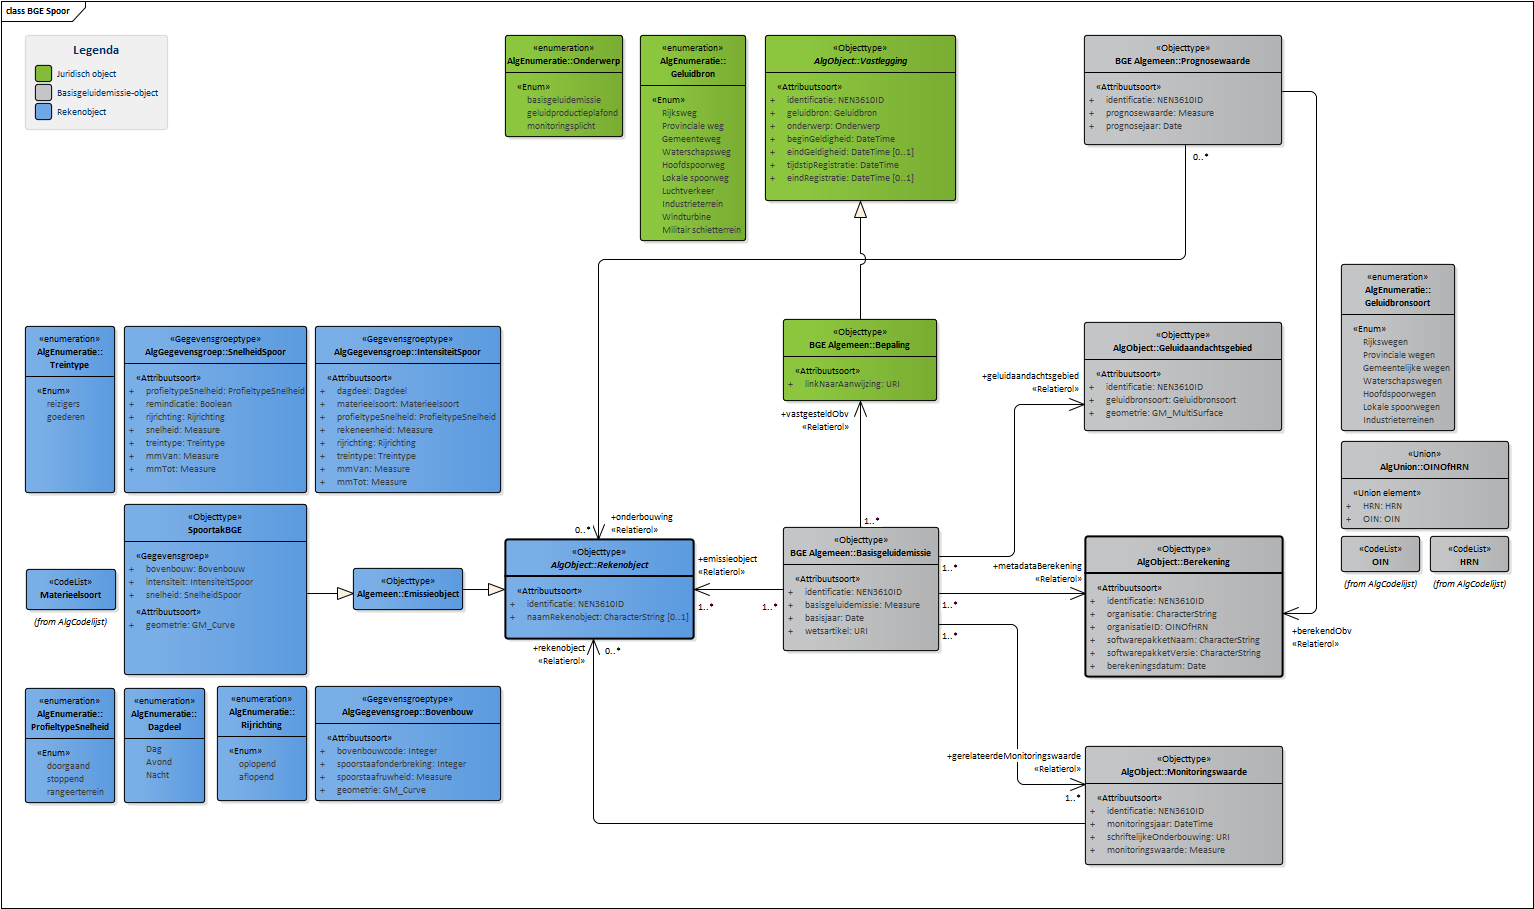 class BGE Spoor
Legenda
Juridisch object
Basisgeluidemissie-object
Rekenobject
«enumeration»
AlgEnumeratie::Onderwerp
«Enum»
basisgeluidemissie
geluidproductieplafond
monitoringsplicht
«enumeration»
AlgEnumeratie::
Geluidbron
«Enum»
Rijksweg
Provinciale weg
Gemeenteweg
Waterschapsweg
Hoofdspoorweg
Lokale spoorweg
Luchtverkeer
Industrieterrein
Windturbine
Militair schietterrein
«Objecttype»
AlgObject::Vastlegging
«Attribuutsoort»
+ identificatie: NEN3610ID
+ geluidbron: Geluidbron
+ onderwerp: Onderwerp
+ beginGeldigheid: DateTime
+ eindGeldigheid: DateTime [0..1]
+ tijdstipRegistratie: DateTime
+ eindRegistratie: DateTime [0..1]
«Objecttype»
BGE Algemeen::Prognosewaarde
«Attribuutsoort»
+ identificatie: NEN3610ID
+ prognosewaarde: Measure
+ prognosejaar: Date
0..*
«enumeration»
AlgEnumeratie::
Geluidbronsoort
«Enum»
Rijkswegen
Provinciale wegen
Gemeentelijke wegen
Waterschapswegen
Hoofdspoorwegen
Lokale spoorwegen
Industrieterreinen
«enumeration»
AlgEnumeratie::
Treintype
«Enum»
reizigers
goederen
«Gegevensgroeptype»
AlgGegevensgroep::SnelheidSpoor
«Attribuutsoort»
+ profieltypeSnelheid: ProfieltypeSnelheid
+ remindicatie: Boolean
+ rijrichting: Rijrichting
+ snelheid: Measure
+ treintype: Treintype
+ mmVan: Measure
+ mmTot: Measure
«Gegevensgroeptype»
AlgGegevensgroep::IntensiteitSpoor
«Attribuutsoort»
+ dagdeel: Dagdeel
+ materieelsoort: Materieelsoort
+ profieltypeSnelheid: ProfieltypeSnelheid
+ rekeneenheid: Measure
+ rijrichting: Rijrichting
+ treintype: Treintype
+ mmVan: Measure
+ mmTot: Measure
«Objecttype»
BGE Algemeen::Bepaling
«Attribuutsoort»
+ linkNaarAanwijzing: URI
+vastgesteldObv
«Relatierol»
«Objecttype»
AlgObject::Geluidaandachtsgebied
«Attribuutsoort»
+ identificatie: NEN3610ID
+ geluidbronsoort: Geluidbronsoort
+ geometrie: GM_MultiSurface
+geluidaandachtsgebied
«Relatierol»
«Union»
AlgUnion::OINOfHRN
«Union element»
+ HRN: HRN
+ OIN: OIN
«CodeList»
OIN
(from AlgCodelijst)
«CodeList»
HRN
(from AlgCodelijst)
«CodeList»
Materieelsoort
(from AlgCodelijst)
«Objecttype»
SpoortakBGE
«Gegevensgroep»
+ bovenbouw: Bovenbouw
+ intensiteit: IntensiteitSpoor
+ snelheid: SnelheidSpoor
«Attribuutsoort»
+ geometrie: GM_Curve
«Objecttype»
Algemeen::Emissieobject
0..*
+onderbouwing
«Relatierol»
«Objecttype»
AlgObject::Rekenobject
«Attribuutsoort»
+ identificatie: NEN3610ID
+ naamRekenobject: CharacterString [0..1]
+emissieobject
«Relatierol»
1..*
1..*
1..*
«Objecttype»
BGE Algemeen::Basisgeluidemissie
«Attribuutsoort»
+ identificatie: NEN3610ID
+ basisgeluidemissie: Measure
+ basisjaar: Date
+ wetsartikel: URI
1..*
1..*
1..*
+metadataBerekening
«Relatierol»
«Objecttype»
AlgObject::Berekening
«Attribuutsoort»
+ identificatie: NEN3610ID
+ organisatie: CharacterString
+ organisatieID: OINOfHRN
+ softwarepakketNaam: CharacterString
+ softwarepakketVersie: CharacterString
+ berekeningsdatum: Date
+berekendObv
«Relatierol»
+rekenobject
«Relatierol»
0..*
«enumeration»
AlgEnumeratie::
ProfieltypeSnelheid
«Enum»
doorgaand
stoppend
rangeerterrein
«enumeration»
AlgEnumeratie::
Dagdeel
Dag
Avond
Nacht
«enumeration»
AlgEnumeratie::
Rijrichting
«Enum»
oplopend
aflopend
«Gegevensgroeptype»
AlgGegevensgroep::Bovenbouw
«Attribuutsoort»
+ bovenbouwcode: Integer
+ spoorstaafonderbreking: Integer
+ spoorstaafruwheid: Measure
+ geometrie: GM_Curve
+gerelateerdeMonitoringswaarde
«Relatierol»
1..*
«Objecttype»
AlgObject::Monitoringswaarde
«Attribuutsoort»
+ identificatie: NEN3610ID
+ monitoringsjaar: DateTime
+ schriftelijkeOnderbouwing: URI
+ monitoringswaarde: Measure